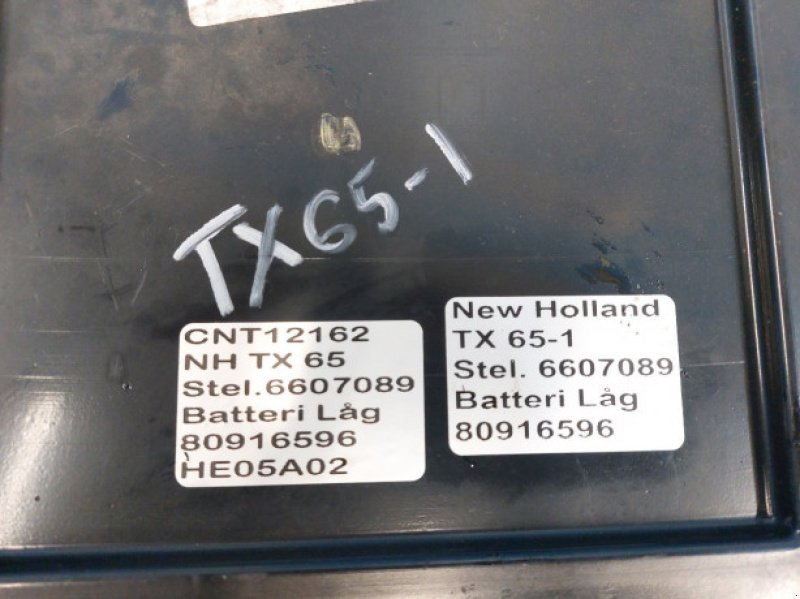 TX65-1
CNT12162
NH TX 65
Stel.6607089
Batteri Låg
80916596
HE05A02
New Holland
TX 65-1
Stel. 6607089
Batteri Låg
80916596